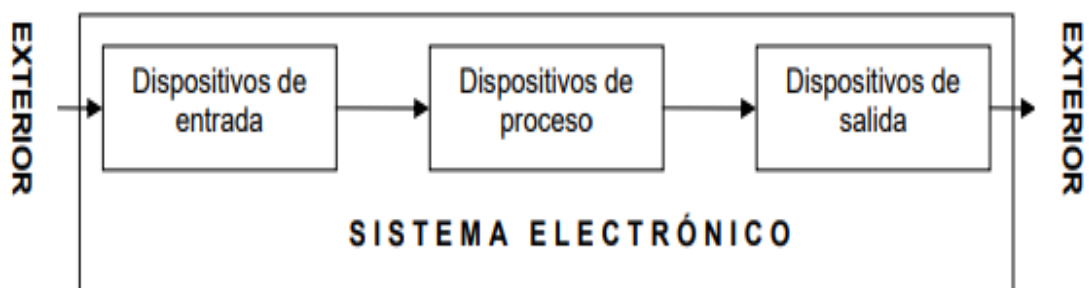 EXTERIOR
Dispositivos de
entrada
Dispositivos de
proceso
Dispositivos de
salida
EXTERIOR
SISTEMA ELECTRÓNICO